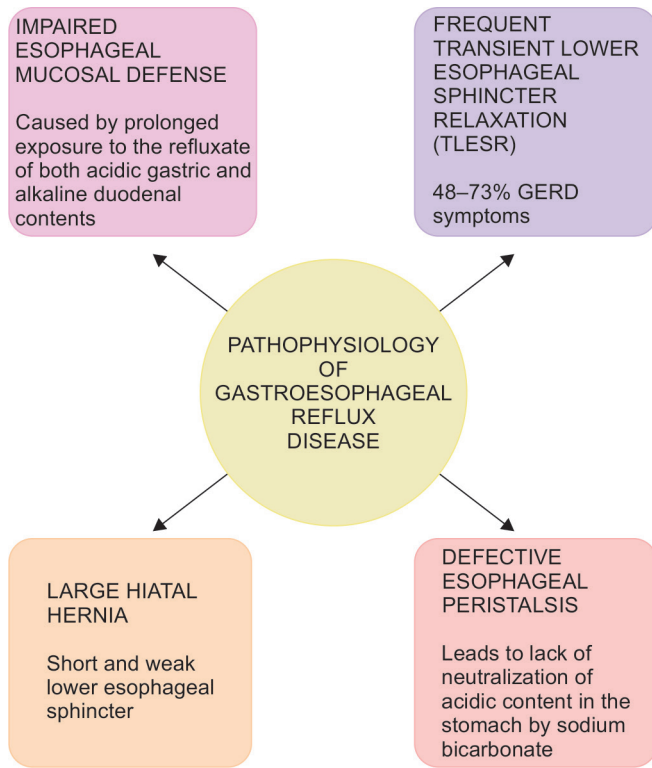 IMPAIRED
ESOPHAGEAL
MUCOSAL DEFENSE
Caused by prolonged
exposure to the refluxate
of both acidic gastric and
alkaline duodenal
contents
FREQUENT
TRANSIENT LOWER
ESOPHAGEAL
SPHINCTER
RELAXATION
(TLESR)
48–73% GERD
symptoms
PATHOPHYSIOLOGY
OF
GASTROESOPHAGEAL
REFLUX
DISEASE
LARGE HIATAL
HERNIA
Short and weak
lower esophageal
sphincter
DEFECTIVE
ESOPHAGEAL
PERISTALSIS
Leads to lack of
neutralization of
acidic content in the
stomach by sodium
bicarbonate